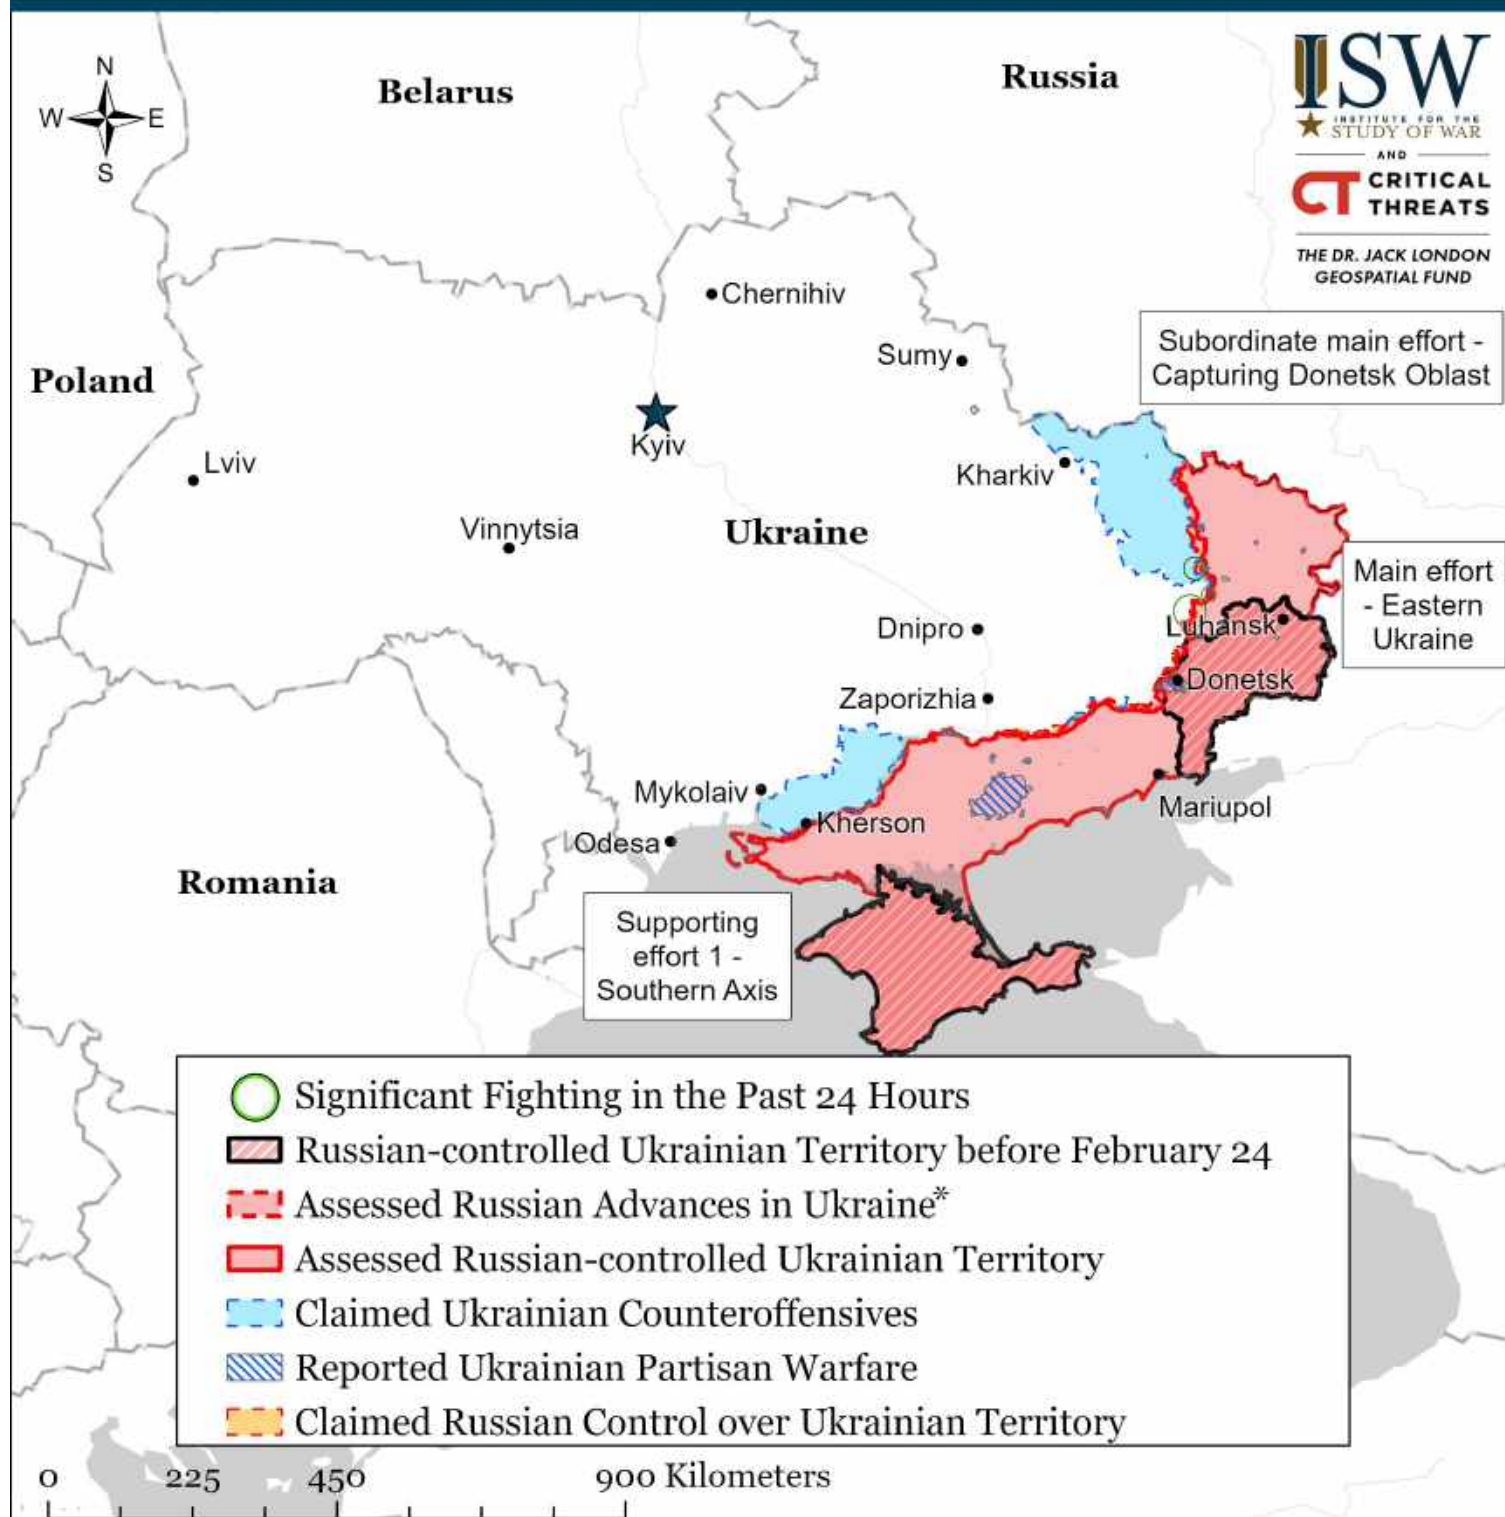 N
W
E
S
Belarus
Russia
ISW
INSTITUTE FOR THE
STUDY OF WAR
AND
CT CRITICAL
THREATS
THE DR. JACK LONDON
GEOSPATIAL FUND
Chernihiv
Sumy
Subordinate main effort -
Capturing Donetsk Oblast
Poland
Kyiv
Lviv
Kharkiv
Vinnytsia
Ukraine
Main effort
- Eastern
Ukraine
Dnipro
Luhansk
Donetsk
Zaporizhia
Mykolaiv
Mariupol
Kherson
Odesa
Romania
Supporting
effort 1 -
Southern Axis
Significant Fighting in the Past 24 Hours
Russian-controlled Ukrainian Territory before February 24
Assessed Russian Advances in Ukraine*
Assessed Russian-controlled Ukrainian Territory
Claimed Ukrainian Counteroffensives
Reported Ukrainian Partisan Warfare
Claimed Russian Control over Ukrainian Territory
0 225 450 900 Kilometers